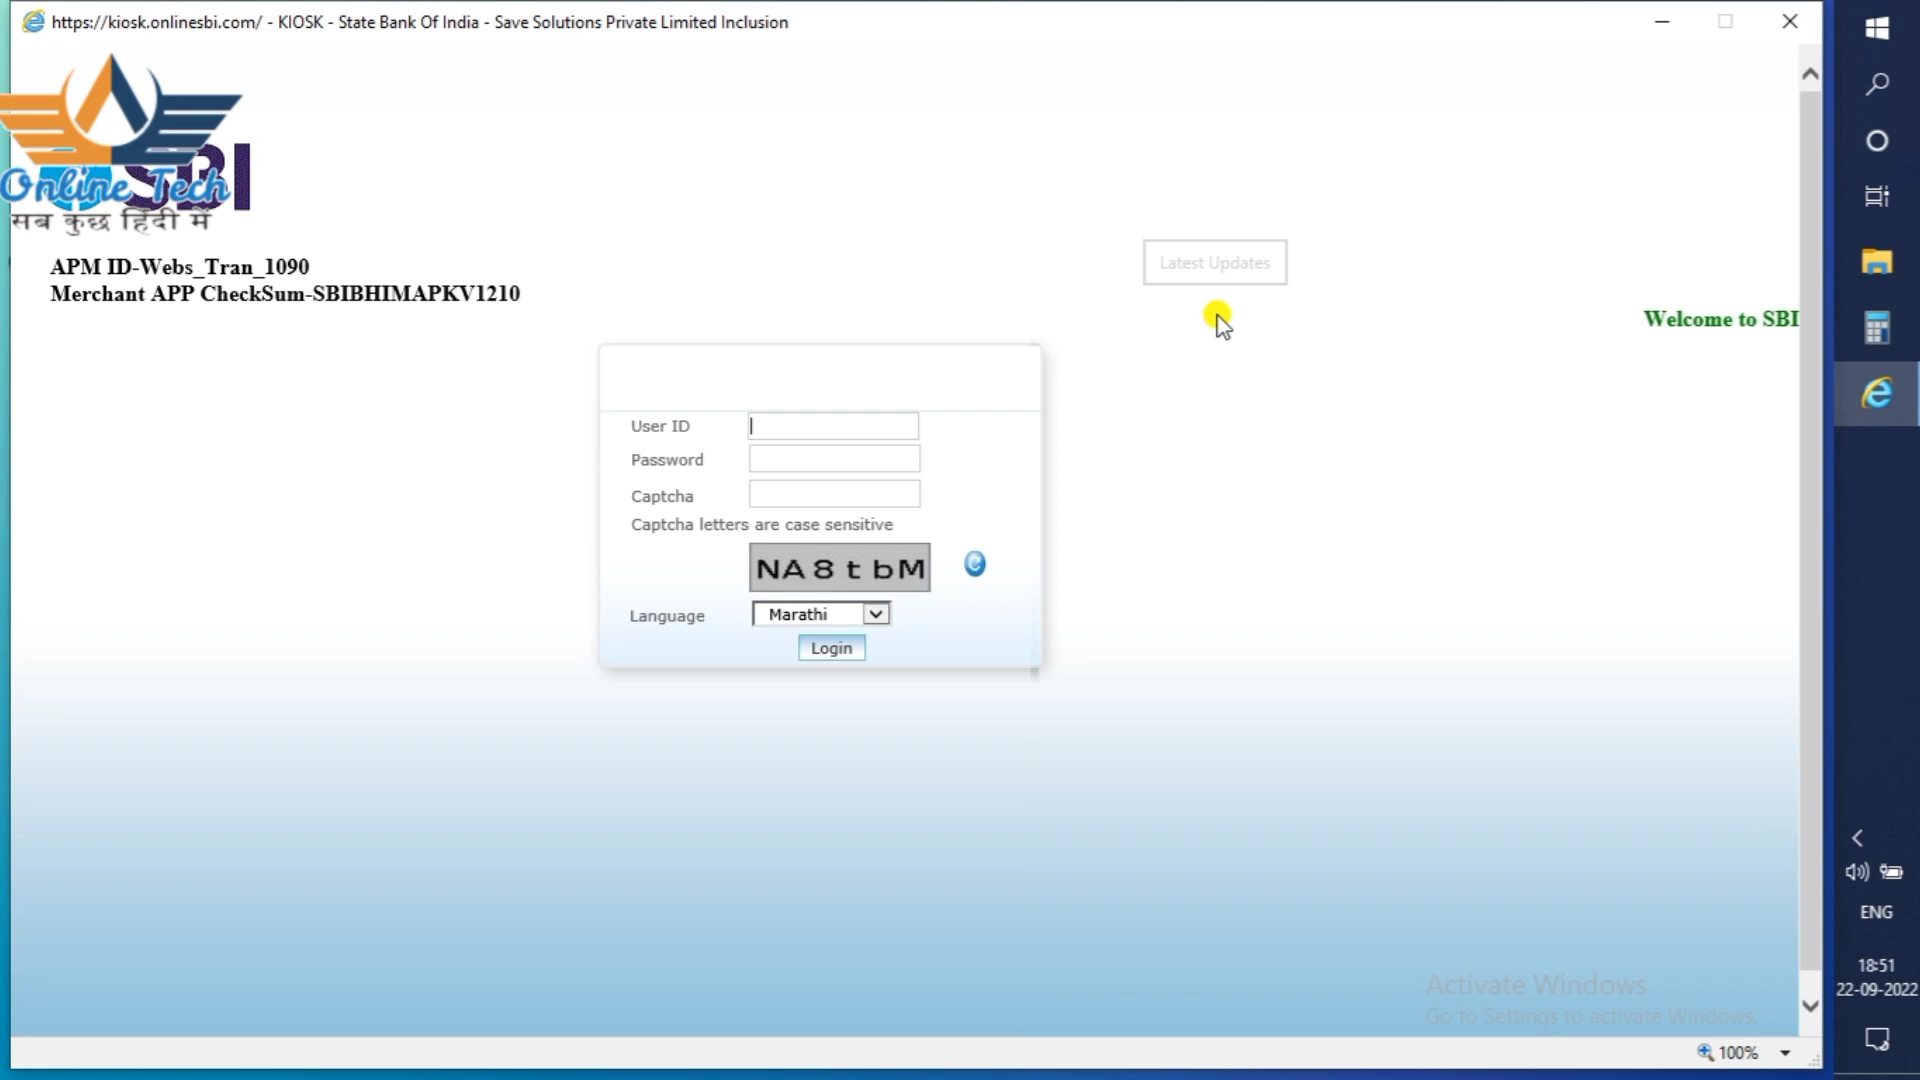 https://kiosk.onlinesbi.com/ - KIOSK - State Bank Of India - Save Solutions Private Limited Inclusion
SBI
Online Tech
सब कुछ हिंदी में
APM ID-Webs_Tran_1090
Merchant APP CheckSum-SBIBHIMAPKV1210
Latest Updates
Welcome to SBI
User ID
Password
Captcha
Captcha letters are case sensitive
NA8tbM
Language Marathi
Login
Activate Windows
Go to Settings to activate Windows.
100%
ENG
18:51
22-09-2022